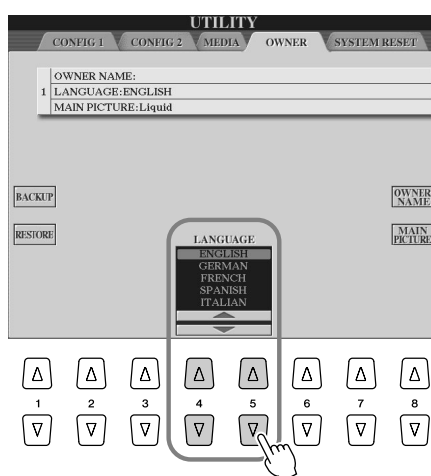 UTILITY
CONFIG 1 CONFIG 2 MEDIA OWNER SYSTEM RESET
OWNER NAME:
1 LANGUAGE:ENGLISH
MAIN PICTURE:Liquid
BACKUP
OWNER
NAME
RESTORE
MAIN
PICTURE
LANGUAGE
ENGLISH
GERMAN
FRENCH
SPANISH
ITALIAN
1 2 3 4 5 6 7 8